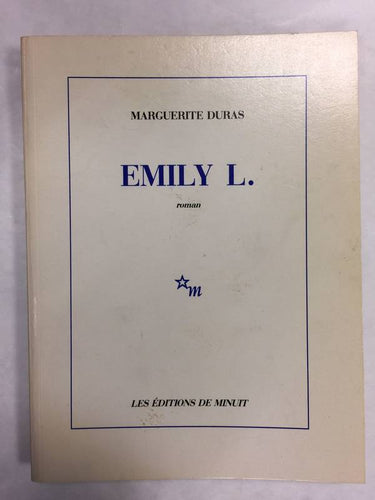 MARGUERITE DURAS
EMILY L.
roman
m
LES ÉDITIONS DE MINUIT